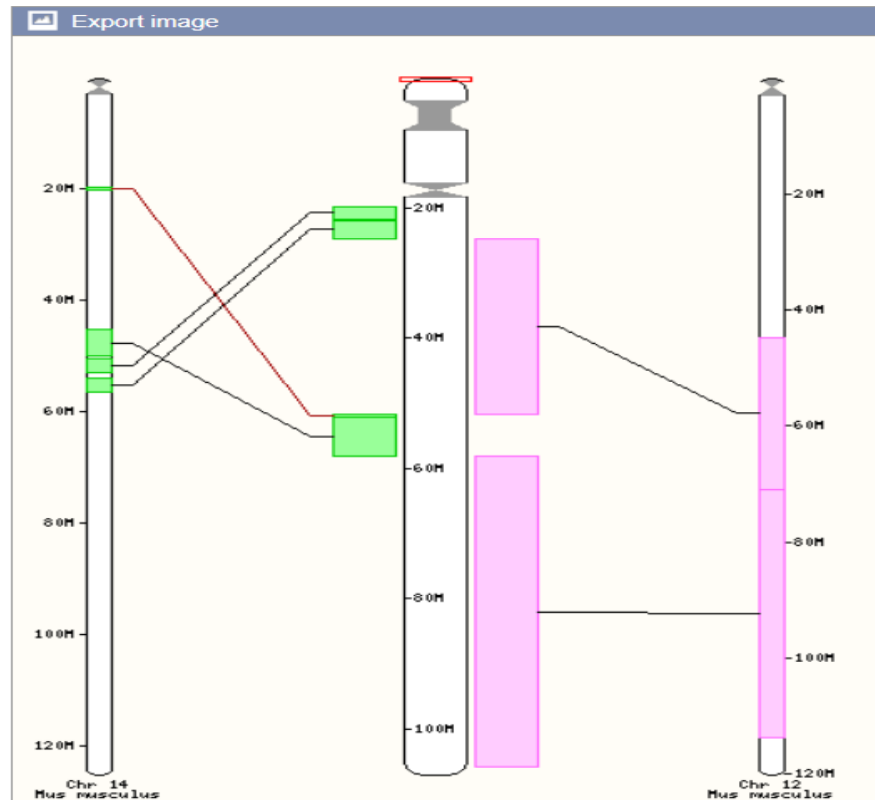 Export image
20M
40M
60M
80M
100M
120M
Chr 14
Mus musculus
20M
40M
60M
80M
100M
20M
40M
60M
80M
100M
120M
Chr 12
Mus musculus